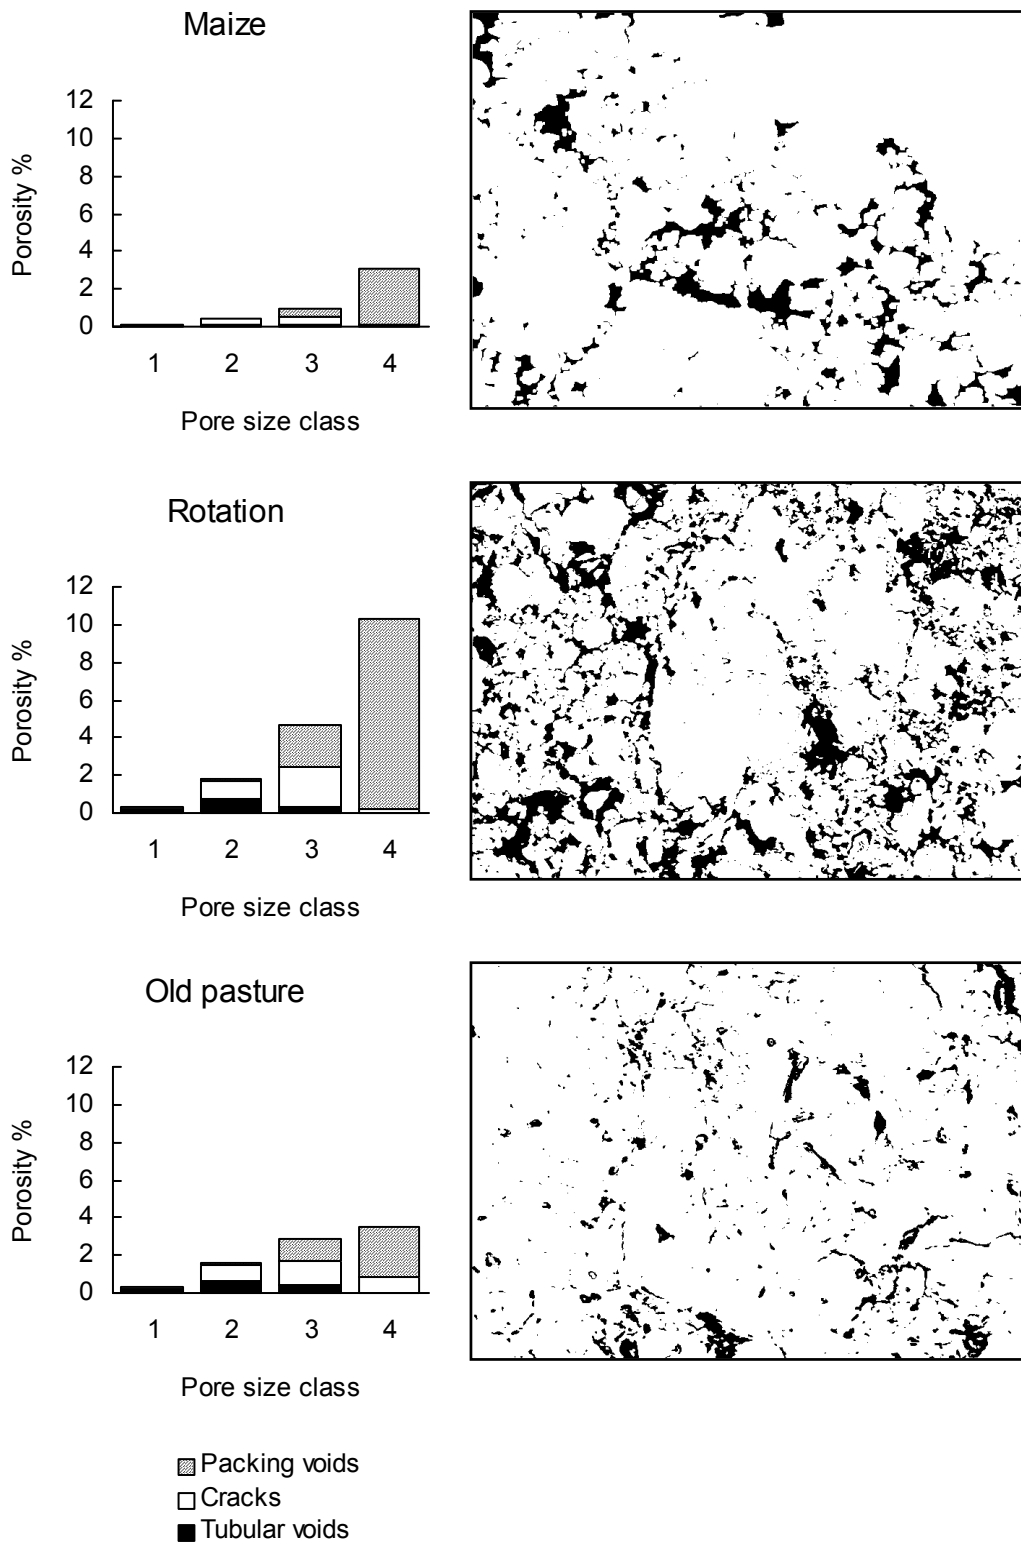 Maize
12
10
8
6
4
2
0
Porosity %
1 2 3 4
Pore size class
Rotation
12
10
8
6
4
2
0
Porosity %
1 2 3 4
Pore size class
Old pasture
12
10
8
6
4
2
0
Porosity %
1 2 3 4
Pore size class
Packing voids
Cracks
Tubular voids